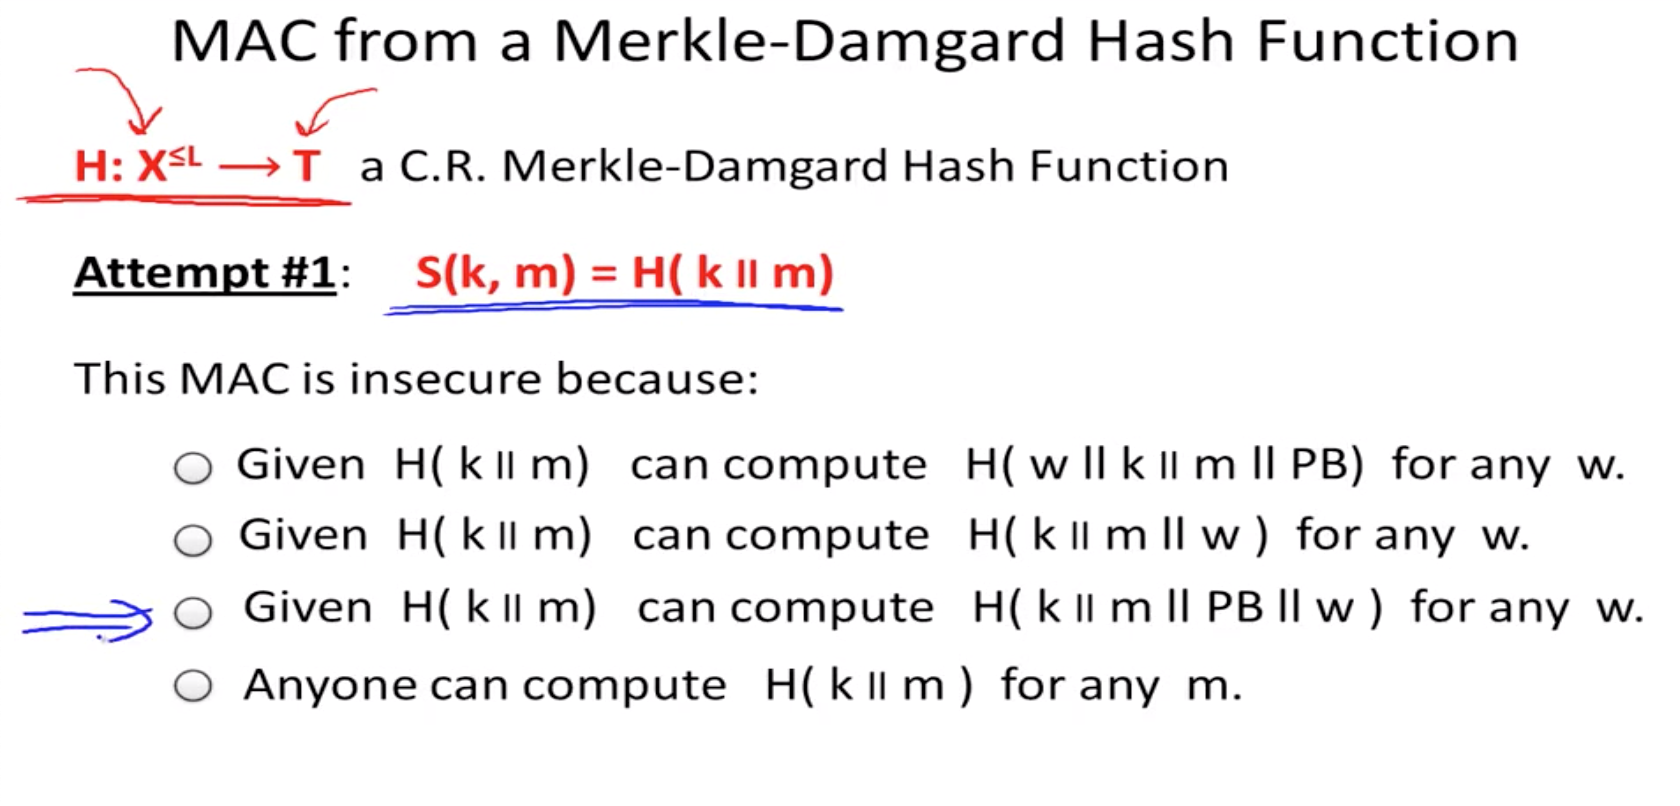 MAC from a Merkle-Damgard Hash Function
H: X≤L ⟶ T a C.R. Merkle-Damgard Hash Function
Attempt #1: S(k, m) = H( k ll m)
This MAC is insecure because:
Given H( k ll m) can compute H( w ll k ll m ll PB) for any w.
Given H( k ll m) can compute H( k ll m ll w ) for any w.
Given H( k ll m) can compute H( k ll m ll PB ll w ) for any w.
Anyone can compute H( k ll m ) for any m.